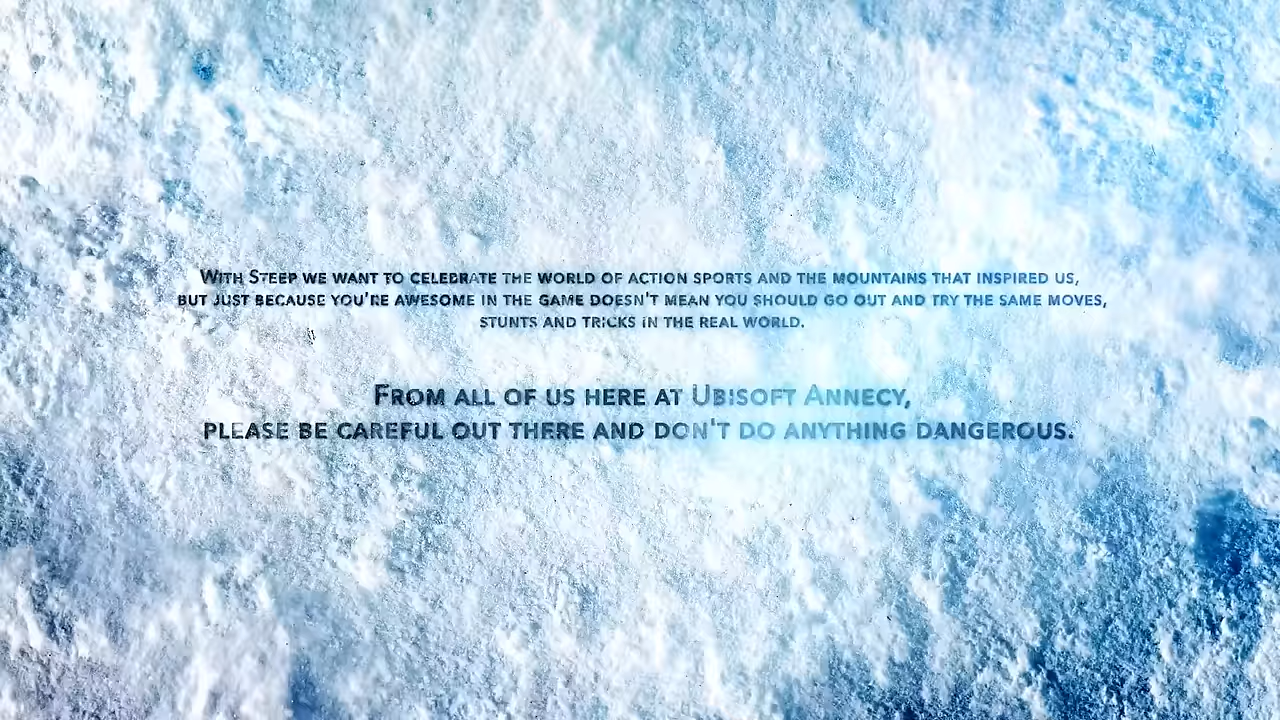 With Steep we want to celebrate the world of action sports and the mountains that inspired us,
but just because you're awesome in the game doesn't mean you should go out and try the same moves,
stunts and tricks in the real world.
From all of us here at Ubisoft Annecy,
please be careful out there and don't do anything dangerous.